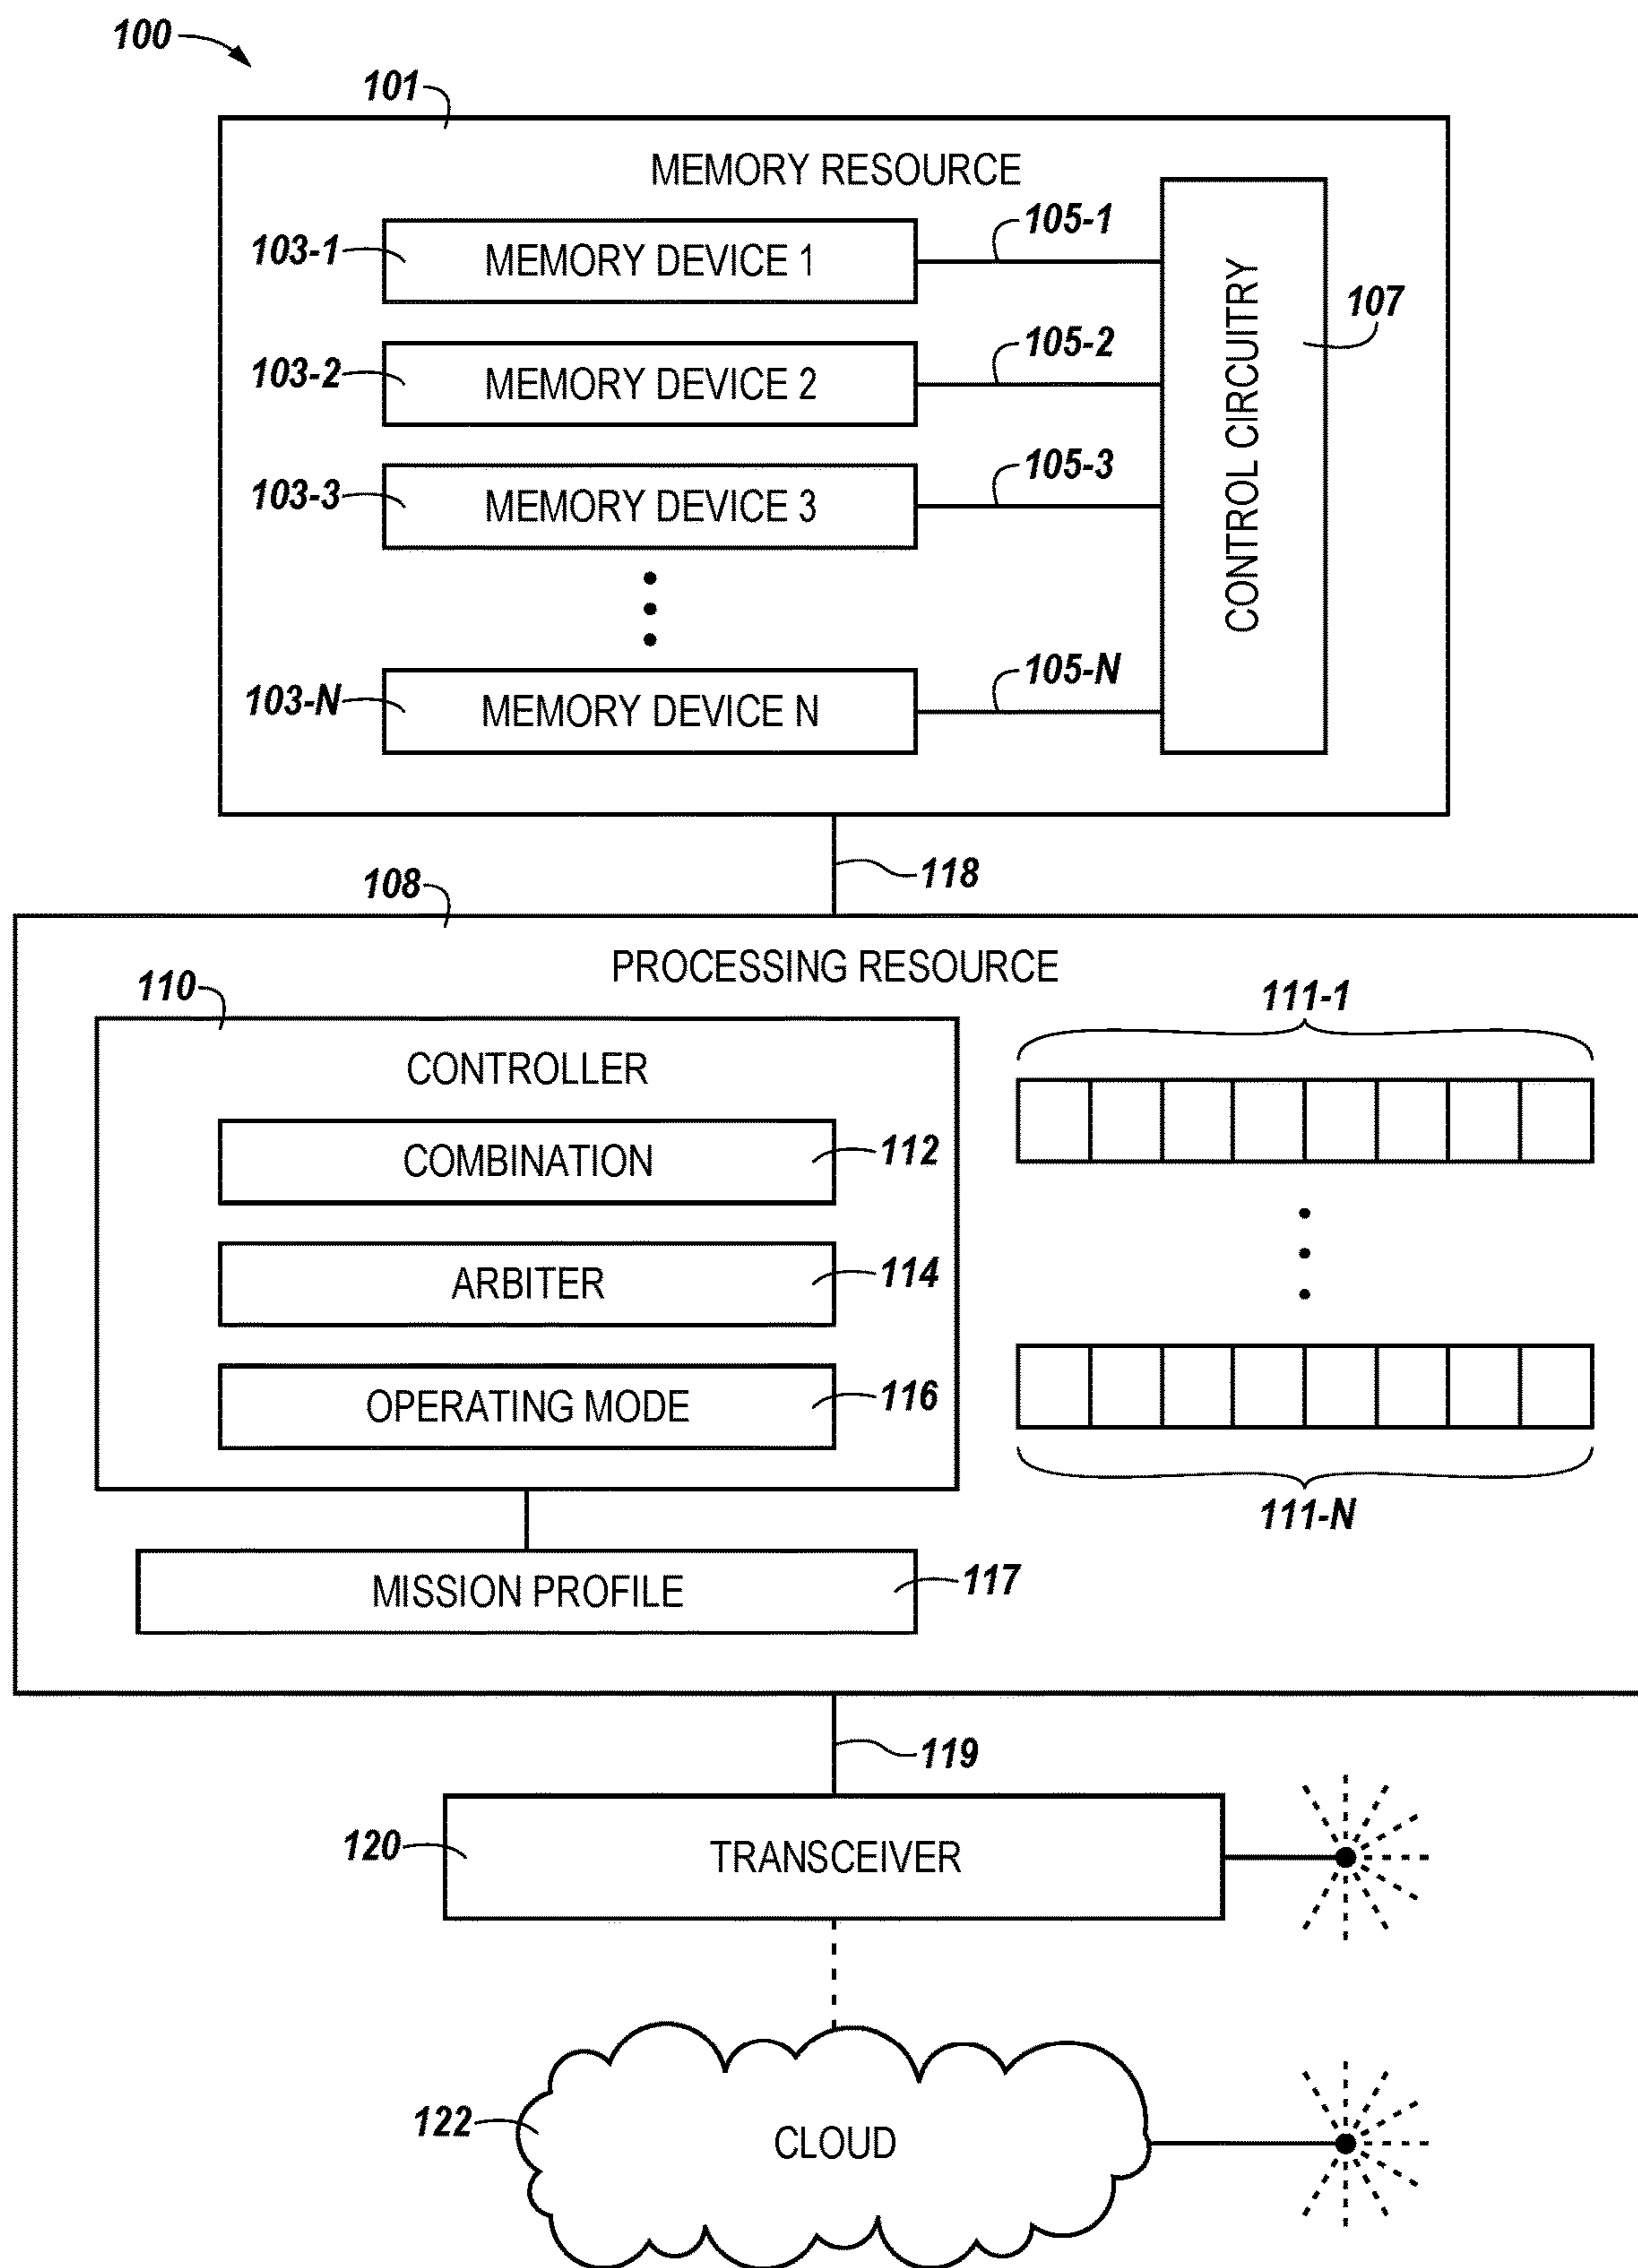 100
101
MEMORY RESOURCE
103-1 MEMORY DEVICE 1 105-1
103-2 MEMORY DEVICE 2 105-2
103-3 MEMORY DEVICE 3 105-3
103-N MEMORY DEVICE N 105-N
CONTROL CIRCUITRY
107
118
108
PROCESSING RESOURCE
110
CONTROLLER
COMBINATION 112
ARBITER 114
OPERATING MODE 116
111-1
111-N
MISSION PROFILE 117
119
120 TRANSCEIVER
122 CLOUD